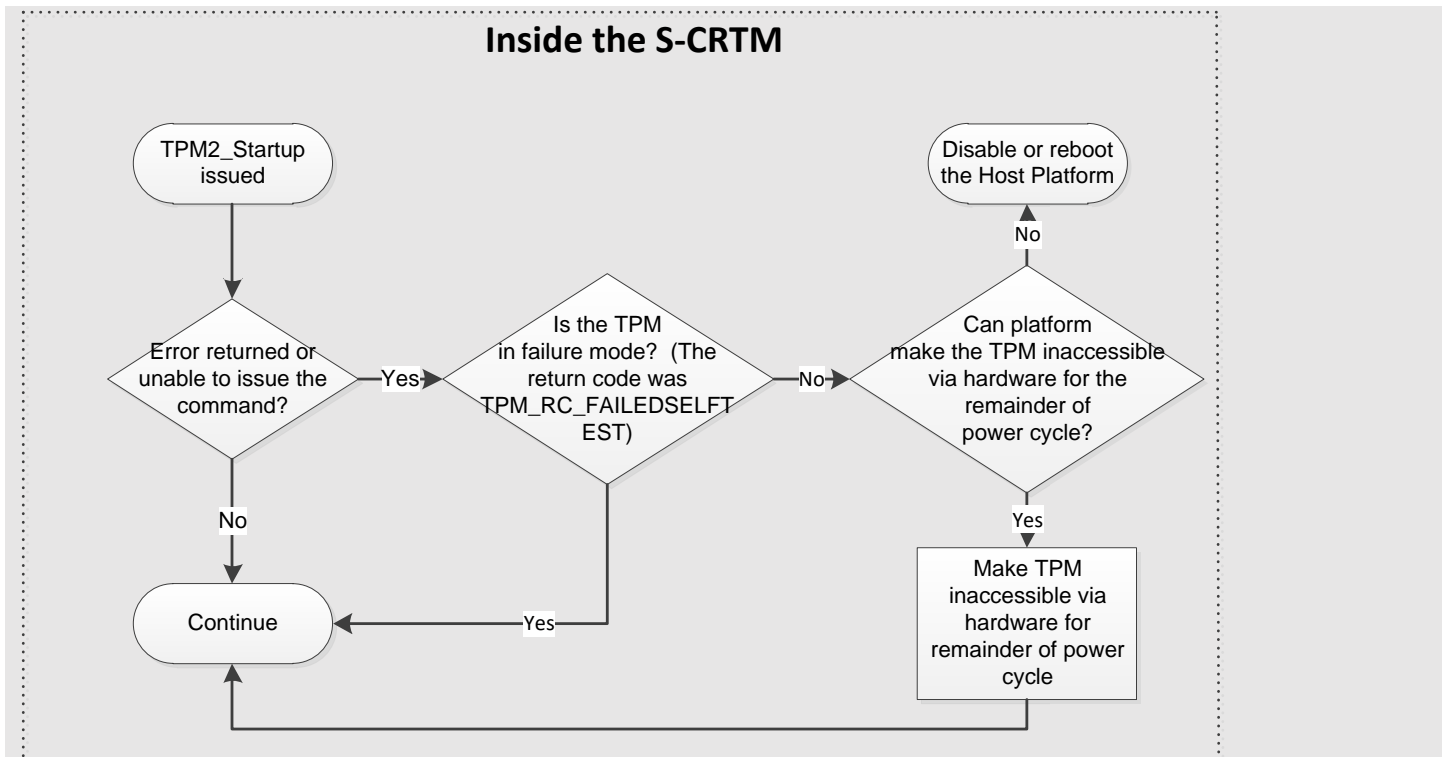 Inside the S-CRTM
TPM2_Startup
issued
Disable or reboot
the Host Platform
No
Error returned or
unable to issue the
command?
Yes
Is the TPM
in failure mode?  (The
return code was
TPM_RC_FAILEDSELFT
EST)
No
Can platform
make the TPM inaccessible
via hardware for the
remainder of
power cycle?
No
Yes
Continue
Yes
Make TPM
inaccessible via
hardware for
remainder of power
cycle